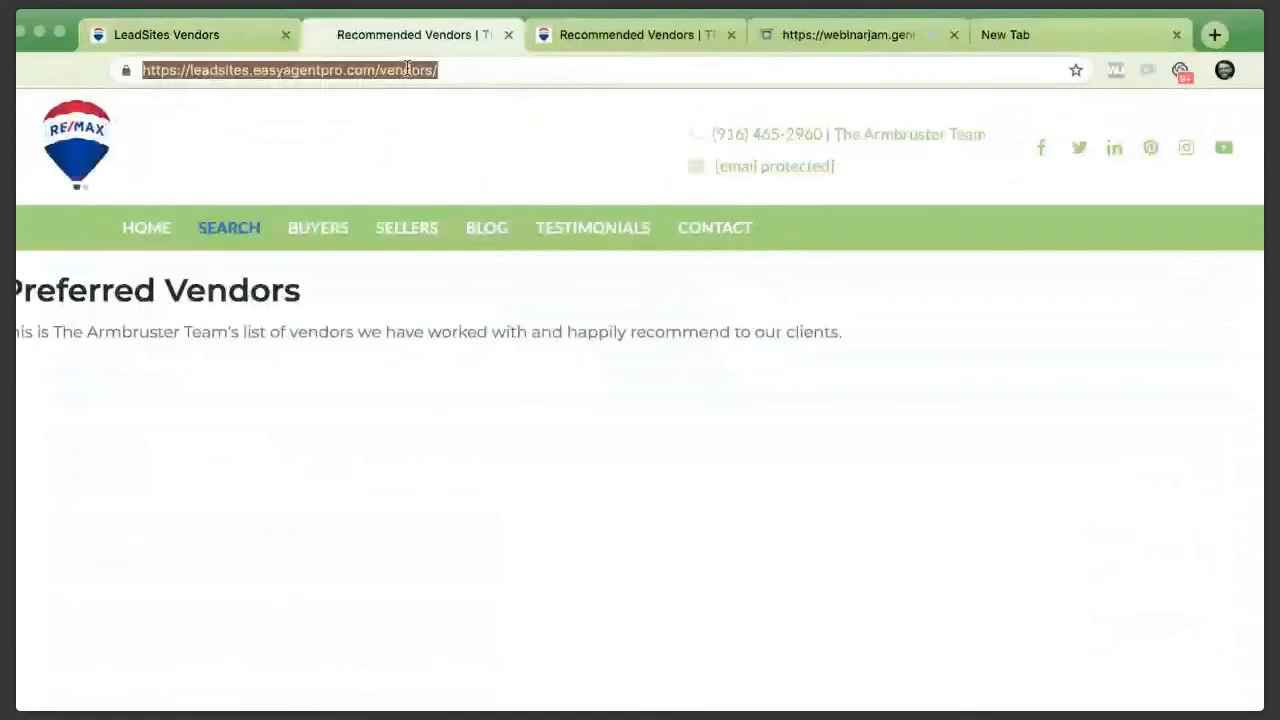 LeadSites Vendors
Recommended Vendors | T
Recommended Vendors | T
https://webinarjam.gen
New Tab
https://leadsites.easyagentpro.com/vendors/
9+
RE/MAX
(916) 465-2960 | The Armbruster Team
[email protected]
HOME SEARCH BUYERS SELLERS BLOG TESTIMONIALS CONTACT
Preferred Vendors
his is The Armbruster Team's list of vendors we have worked with and happily recommend to our clients.